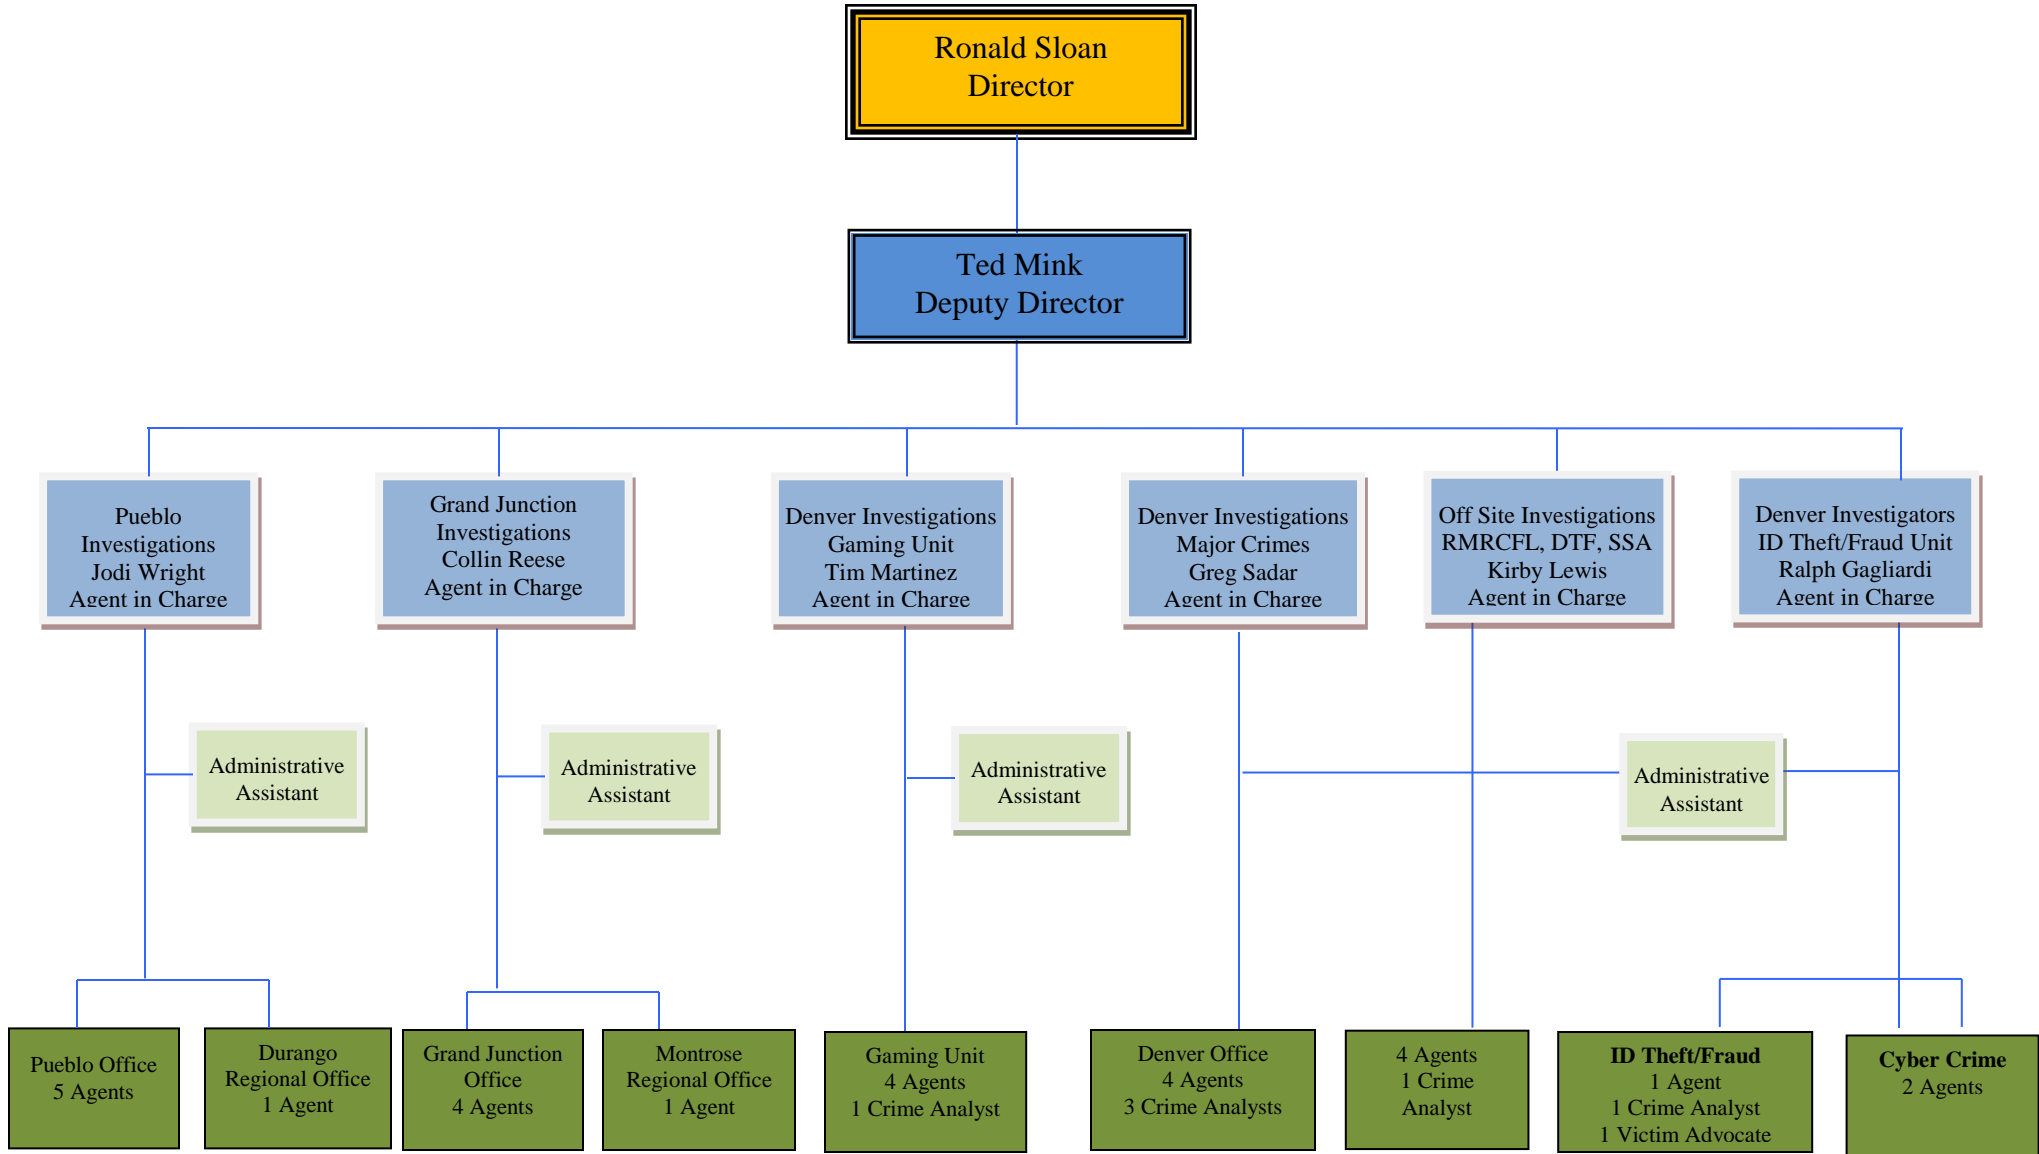 Ronald Sloan
Director
Ted Mink
Deputy Director
Pueblo
Investigations
Jodi Wright
Agent in Charge
Grand Junction
Investigations
Collin Reese
Agent in Charge
Denver Investigations
Gaming Unit
Tim Martinez
Agent in Charge
Denver Investigations
Major Crimes
Greg Sadar
Agent in Charge
Off Site Investigations
RMRCFL, DTF, SSA
Kirby Lewis
Agent in Charge
Denver Investigators
ID Theft/Fraud Unit
Ralph Gagliardi
Agent in Charge
Administrative
Assistant
Administrative
Assistant
Administrative
Assistant
Administrative
Assistant
Pueblo Office
5 Agents
Durango
Regional Office
1 Agent
Grand Junction
Office
4 Agents
Montrose
Regional Office
1 Agent
Gaming Unit
4 Agents
1 Crime Analyst
Denver Office
4 Agents
3 Crime Analysts
4 Agents
1 Crime
Analyst
ID Theft/Fraud
1 Agent
1 Crime Analyst
1 Victim Advocate
Cyber Crime
2 Agents